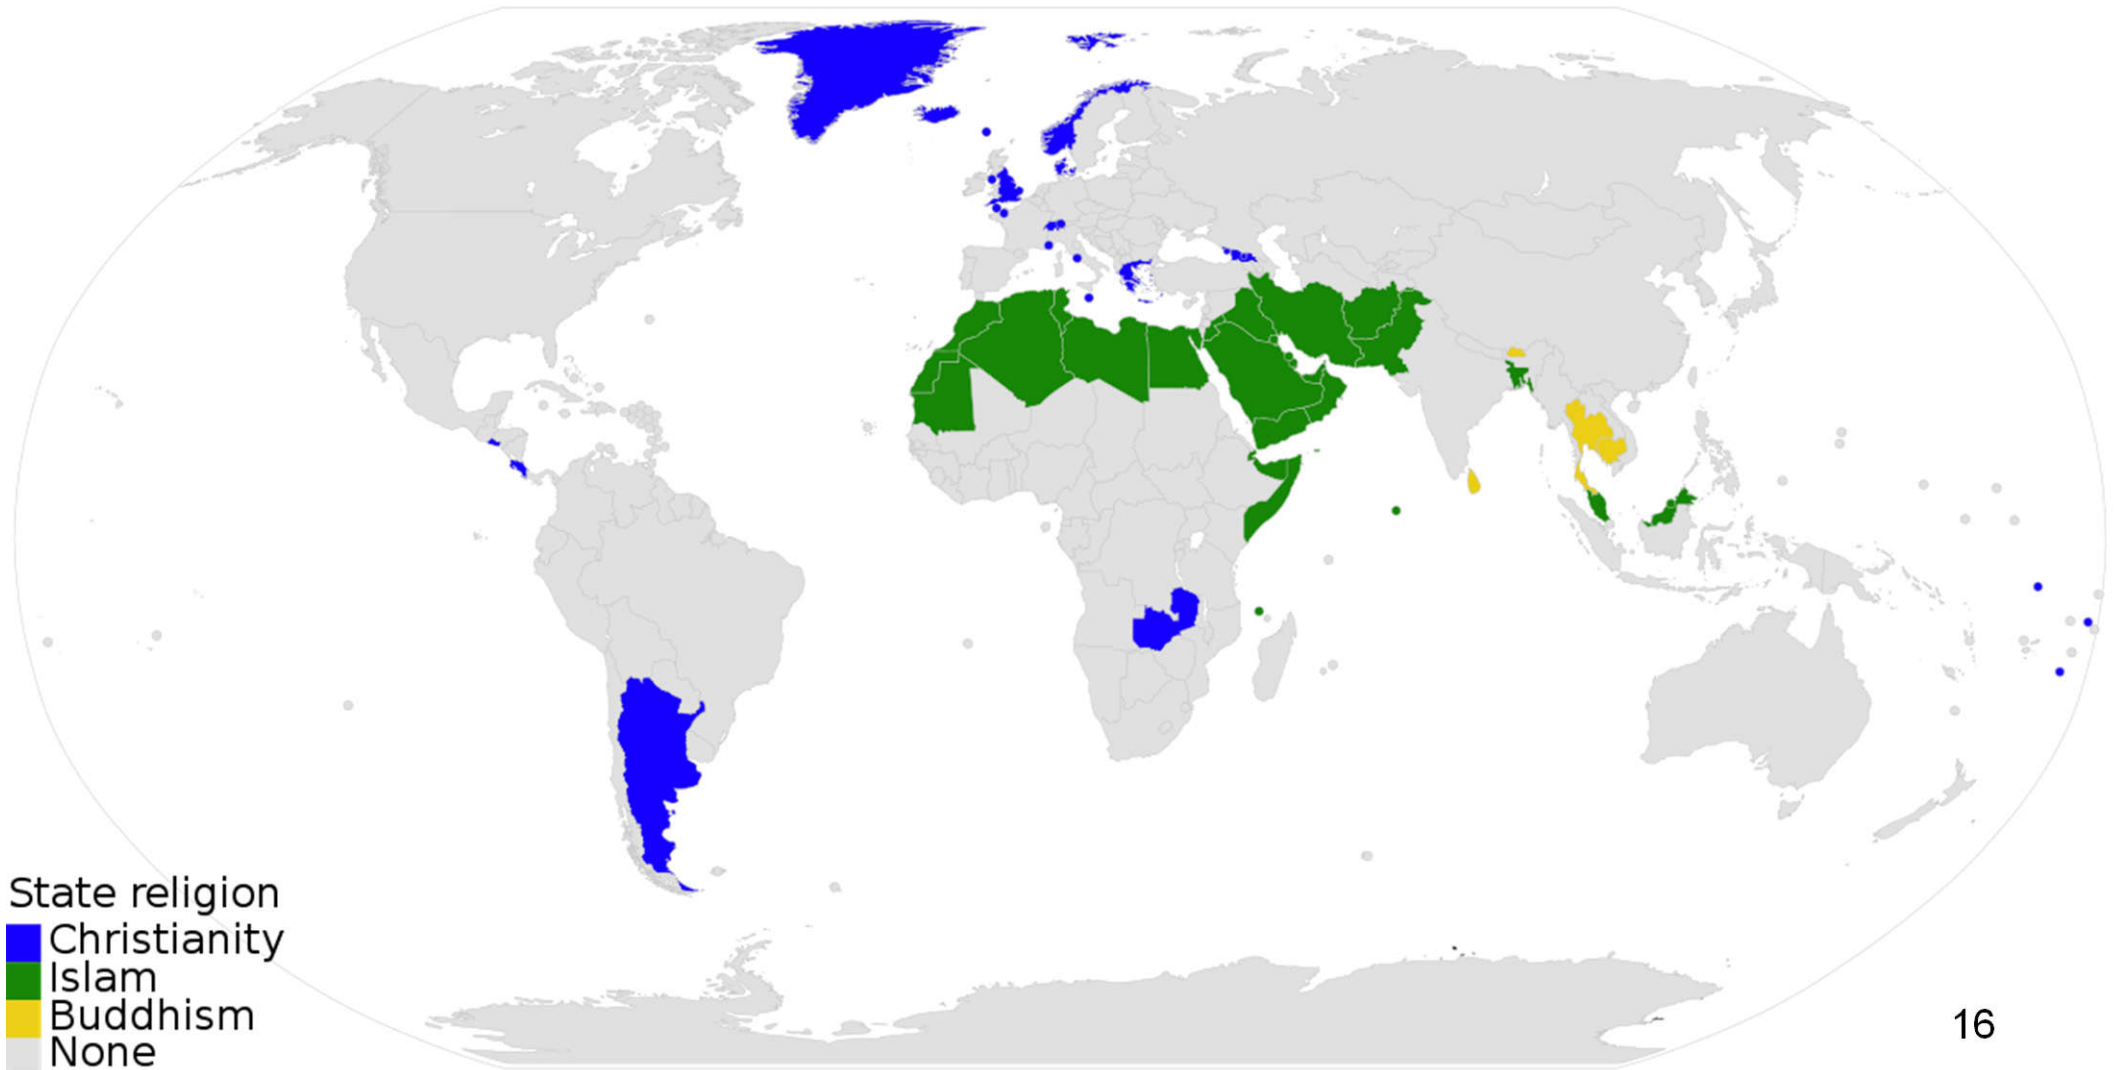 State religion
Christianity
Islam
Buddhism
None
16